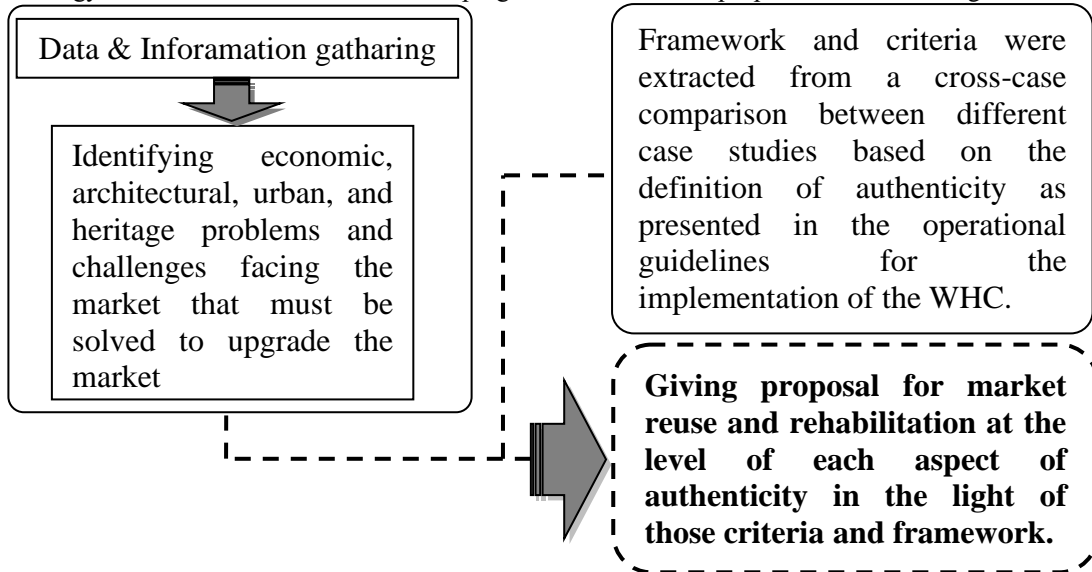 Data & Inforamation gatharing
Identifying economic,
architectural, urban, and
heritage problems and
challenges facing the
market that must be
solved to upgrade the
market
Framework and criteria were
extracted from a cross-case
comparison between different
case studies based on the
definition of authenticity as
presented in the operational
guidelines for the
implementation of the WHC.
Giving proposal for market
reuse and rehabilitation at the
level of each aspect of
authenticity in the light of
those criteria and framework.